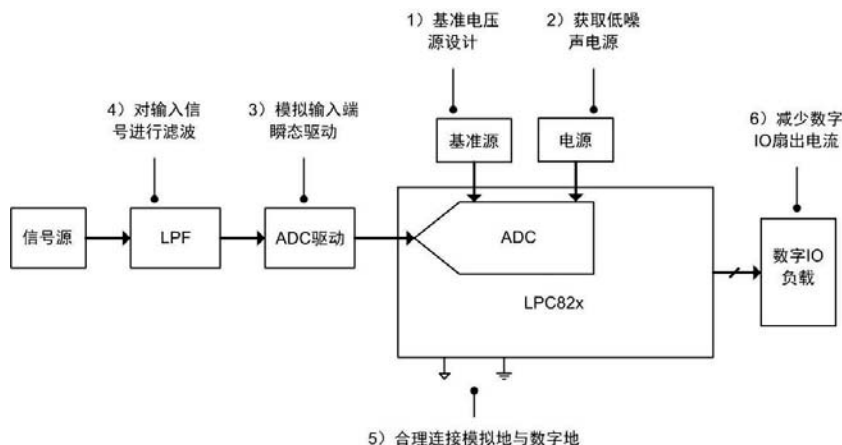 1）基准电压
源设计
2）获取低噪
声电源
4）对输入信
号进行滤波
3）模拟输入端
瞬态驱动
6）减少数字
IO扇出电流
基准源
电源
信号源
LPF
ADC驱动
ADC
数字IO
负载
LPC82x
5）合理连接模拟地与数字地